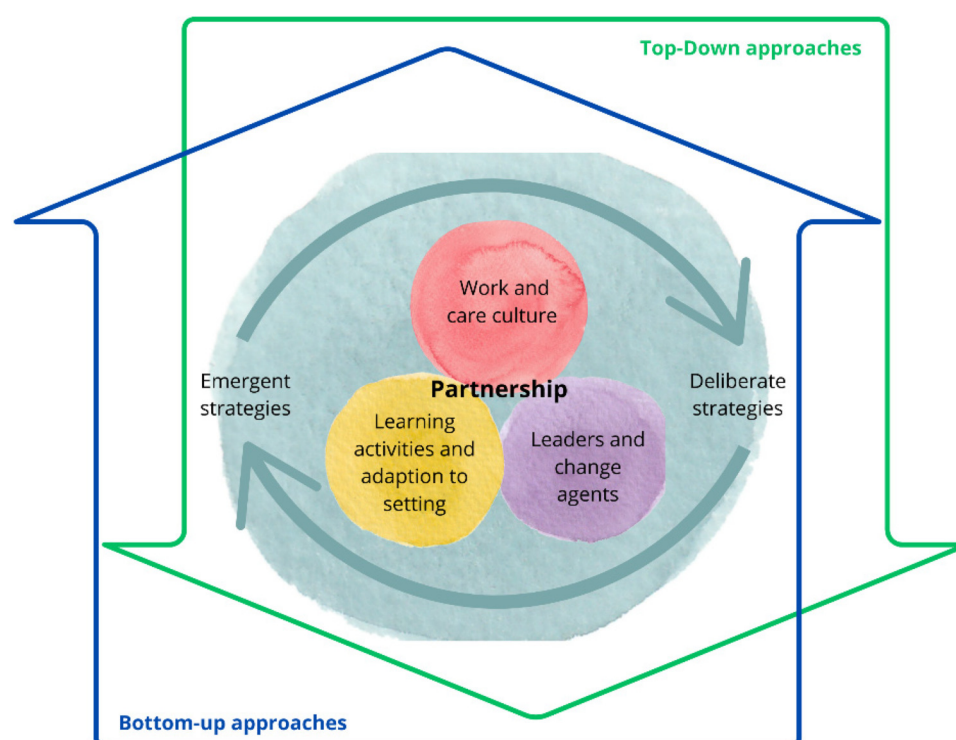 Top-Down approaches
Work and
care culture
Partnership
Emergent
strategies
Deliberate
strategies
Learning
activities and
adaption to
setting
Leaders and
change
agents
Bottom-up approaches